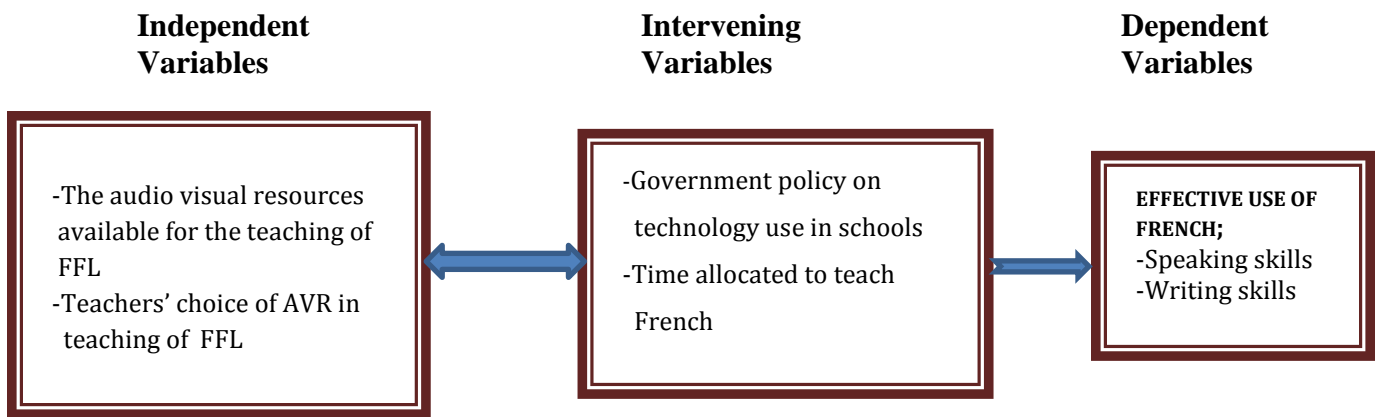 Independent
Variables
Intervening
Variables
Dependent
Variables
-The audio visual resources
available for the teaching of
FFL
-Teachers’ choice of AVR in
teaching of FFL
-Government policy on
technology use in schools
-Time allocated to teach
French
EFFECTIVE USE OF
FRENCH;
-Speaking skills
-Writing skills